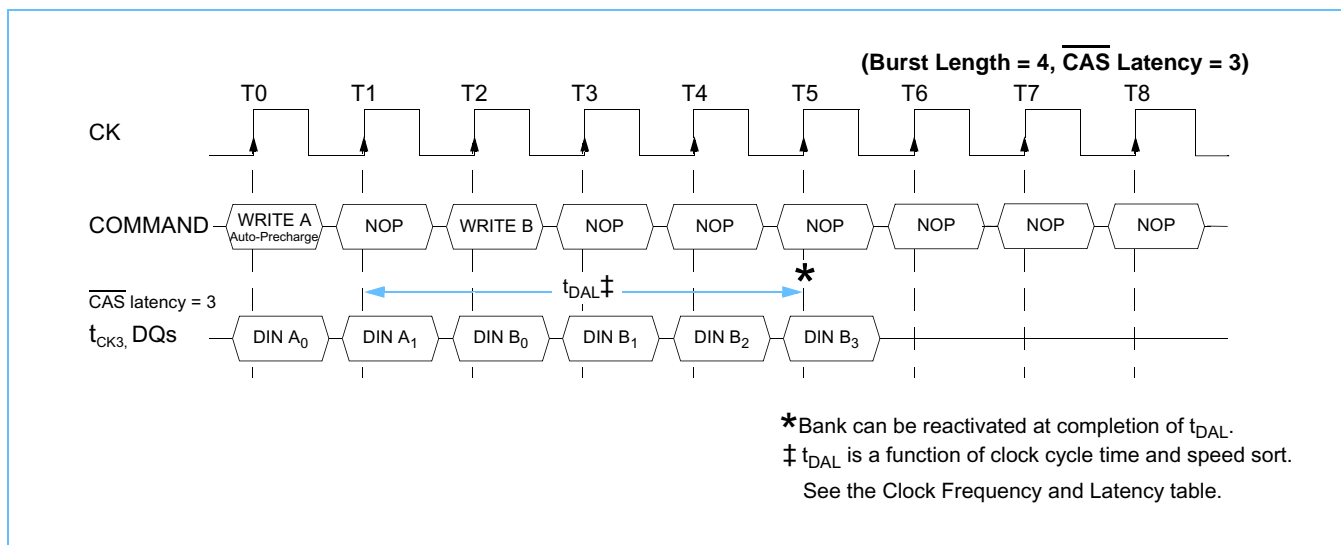 (Burst Length = 4, CAS Latency = 3)
T0 T1 T2 T3 T4 T5 T6 T7 T8
CK
COMMAND WRITE A Auto-Precharge NOP WRITE B NOP NOP NOP NOP NOP NOP
*
tDAL‡
CAS latency = 3
tCK3, DQs DIN A0 DIN A1 DIN B0 DIN B1 DIN B2 DIN B3
*Bank can be reactivated at completion of tDAL.
‡ tDAL is a function of clock cycle time and speed sort.
See the Clock Frequency and Latency table.